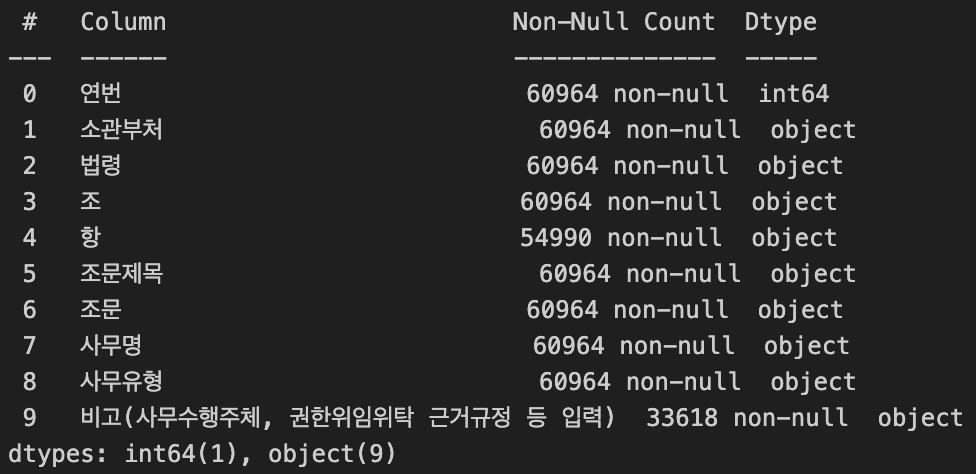 #   Column                              Non-Null Count  Dtype
---  ------                              --------------  -----
 0   연번                                  60964 non-null  int64
 1   소관부처                                60964 non-null  object
 2   법령                                  60964 non-null  object
 3   조                                   60964 non-null  object
 4   항                                   54990 non-null  object
 5   조문제목                                60964 non-null  object
 6   조문                                  60964 non-null  object
 7   사무명                                 60964 non-null  object
 8   사무유형                                60964 non-null  object
 9   비고(사무수행주체, 권한위임위탁 근거규정 등 입력)  33618 non-null  object
dtypes: int64(1), object(9)